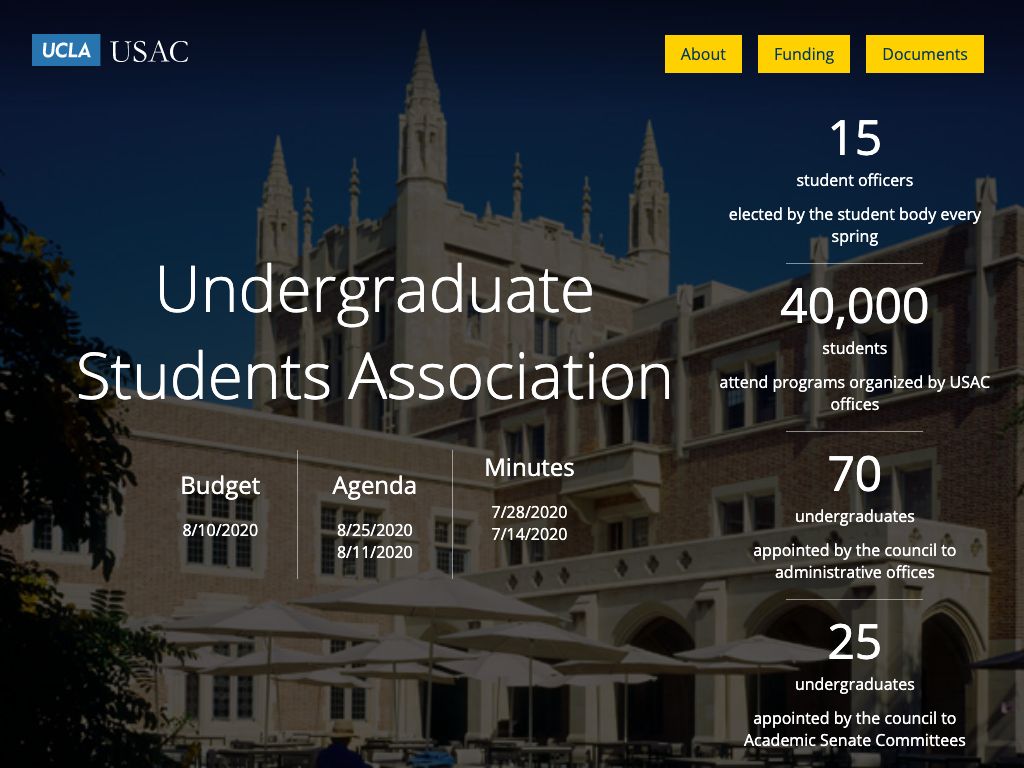 UCLA USAC
About
Funding
Documents
Undergraduate
Students Association
Budget
8/10/2020
Agenda
8/25/2020
8/11/2020
Minutes
7/28/2020
7/14/2020
15
student officers
elected by the student body every
spring
40,000
students
attend programs organized by USAC
offices
70
undergraduates
appointed by the council to
administrative offices
25
undergraduates
appointed by the council to
Academic Senate Committees